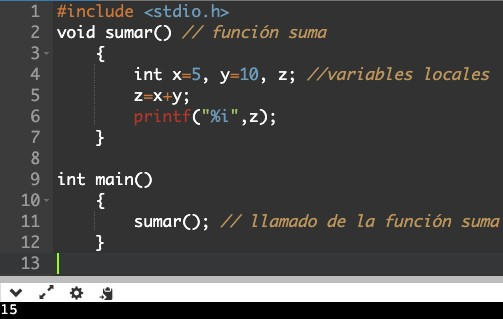 1 #include <stdio.h>
2 void sumar() // función suma
3 {
4 int x=5, y=10, z; //variables locales
5 z=x+y;
6 printf("%i",z);
7 }
8
9 int main()
10 {
11 sumar(); // llamado de la función suma
12 }
13
15